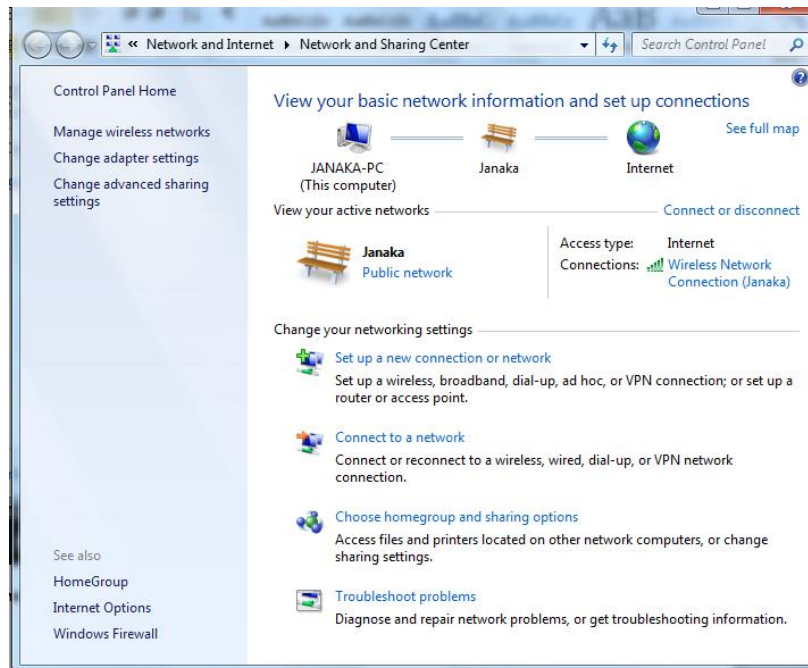 « Network and Internet ▸ Network and Sharing Center
Search Control Panel
Control Panel Home
Manage wireless networks
Change adapter settings
Change advanced sharing
settings
See also
HomeGroup
Internet Options
Windows Firewall
View your basic network information and set up connections
See full map
JANAKA-PC
(This computer)
Janaka
Internet
View your active networks
Connect or disconnect
Janaka
Public network
Access type: Internet
Connections: Wireless Network
Connection (Janaka)
Change your networking settings
Set up a new connection or network
Set up a wireless, broadband, dial-up, ad hoc, or VPN connection; or set up a
router or access point.
Connect to a network
Connect or reconnect to a wireless, wired, dial-up, or VPN network
connection.
Choose homegroup and sharing options
Access files and printers located on other network computers, or change
sharing settings.
Troubleshoot problems
Diagnose and repair network problems, or get troubleshooting information.